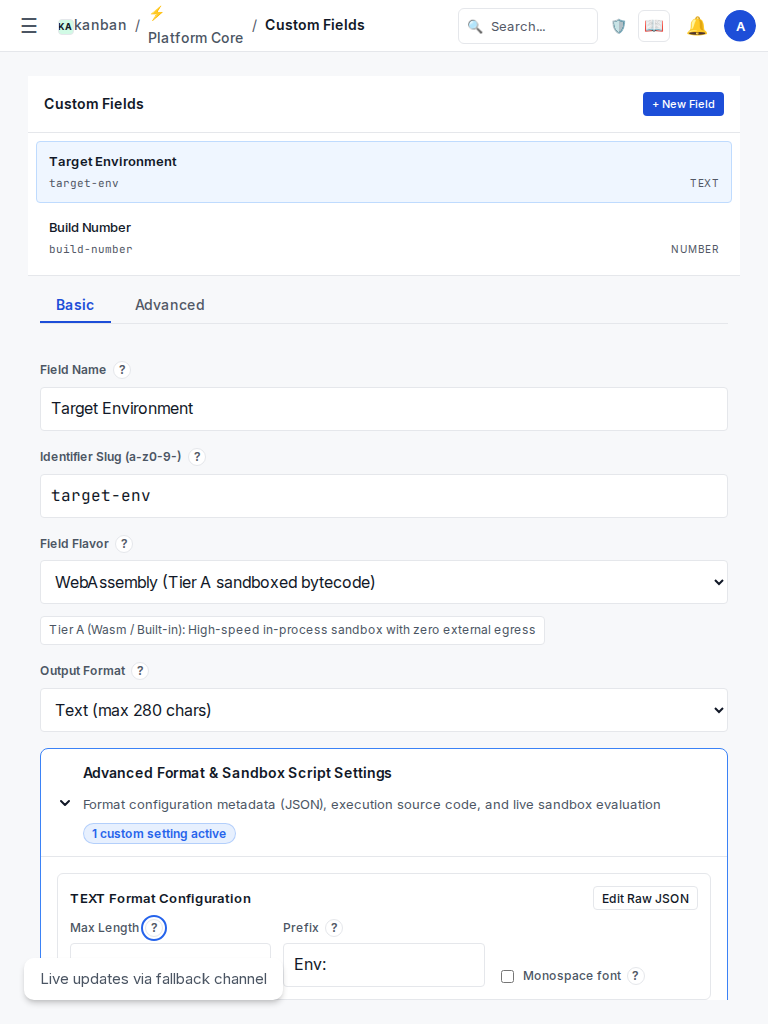 KA kanban / ⚡ Platform Core / Custom Fields
Search...
A
Custom Fields
+ New Field
Target Environment
target-env
TEXT
Build Number
build-number
NUMBER
Basic
Advanced
Field Name ?
Target Environment
Identifier Slug (a-z0-9-) ?
target-env
Field Flavor ?
WebAssembly (Tier A sandboxed bytecode)
Tier A (Wasm / Built-in): High-speed in-process sandbox with zero external egress
Output Format ?
Text (max 280 chars)
Advanced Format & Sandbox Script Settings
Format configuration metadata (JSON), execution source code, and live sandbox evaluation
1 custom setting active
TEXT Format Configuration
Edit Raw JSON
Max Length ?
Prefix ?
Env:
Monospace font ?
Live updates via fallback channel